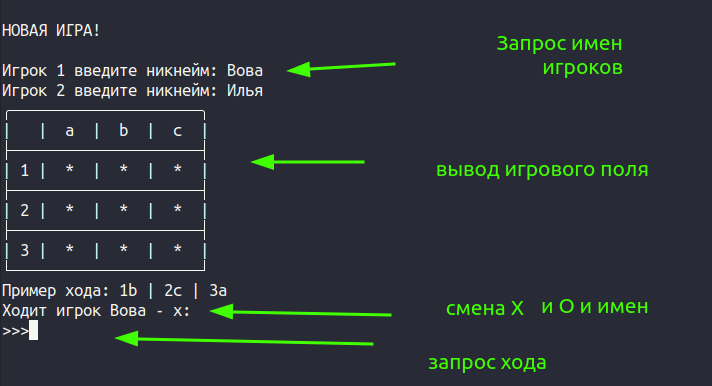 НОВАЯ ИГРА!
Запрос имен
игроков
Игрок 1 введите никнейм: Вова
Игрок 2 введите никнейм: Илья
| | a | b | c |
| 1 | * | * | * |
вывод игрового поля
| 2 | * | * | * |
| 3 | * | * | * |
Пример хода: 1b | 2c | 3a
Ходит игрок Вова - x:
смена X и О и имен
>>>
запрос хода